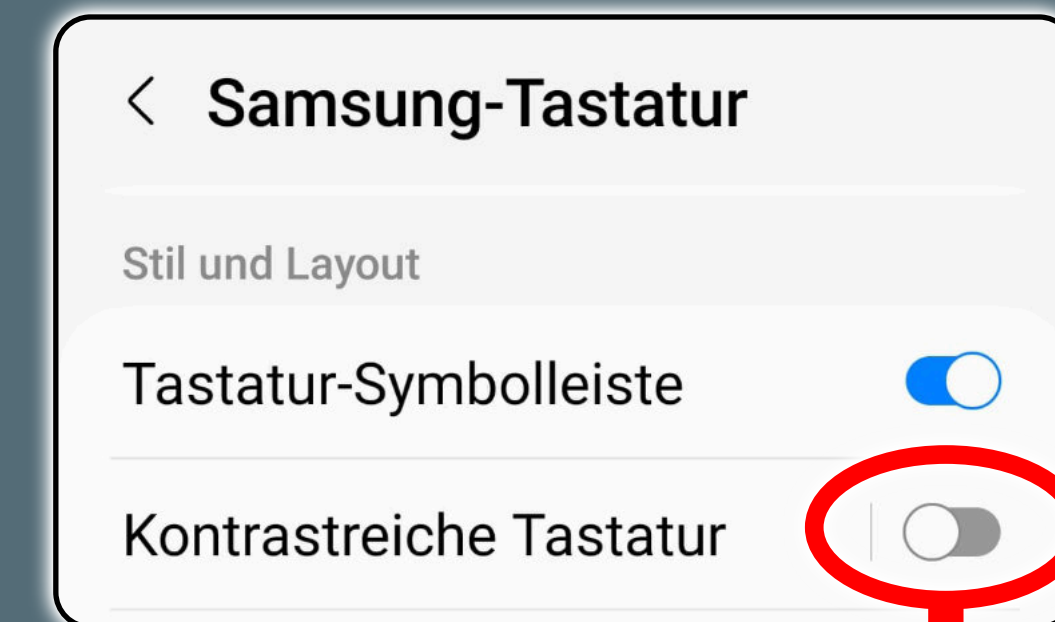 Samsung-Tastatur
Stil und Layout
Tastatur-Symbolleiste
Kontrastreiche Tastatur